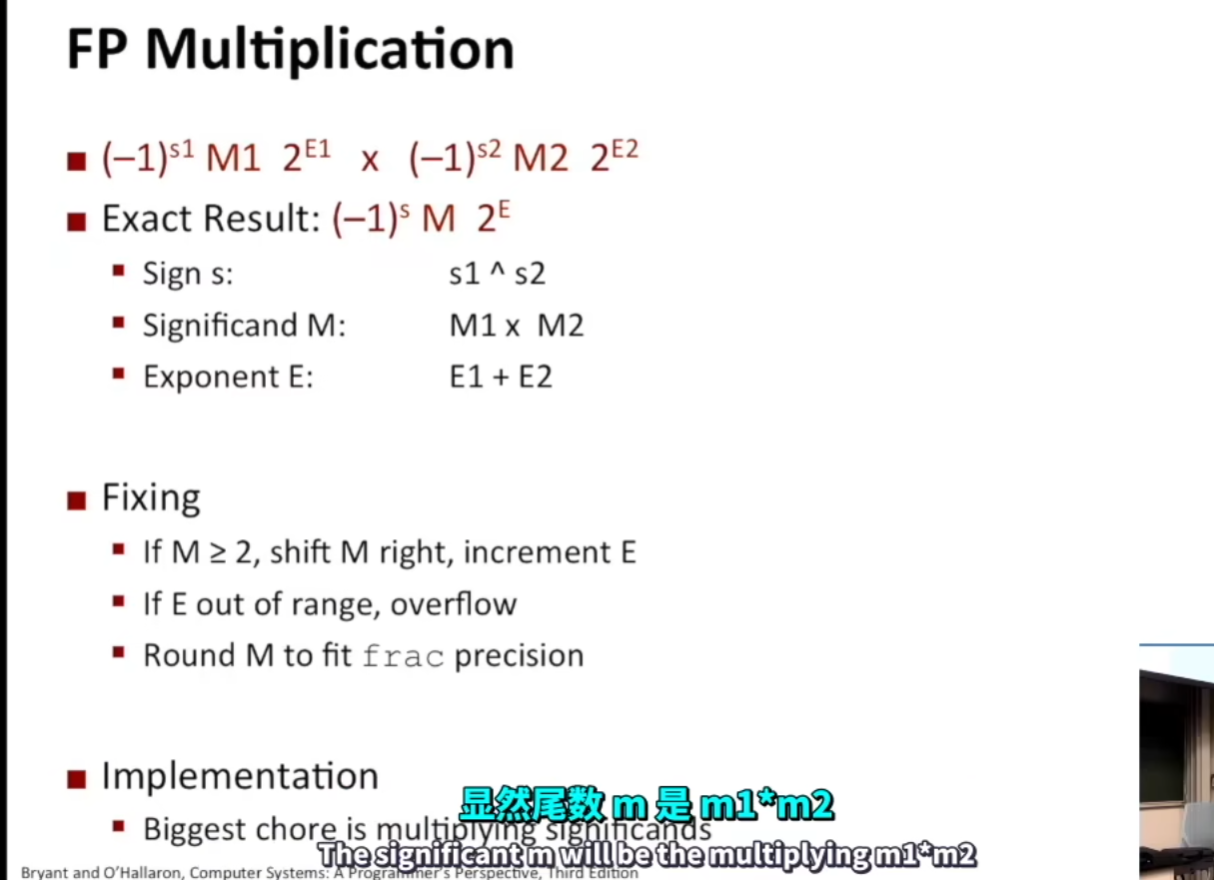 FP Multiplication
■ (–1)^s1 M1 2^E1 x (–1)^s2 M2 2^E2
■ Exact Result: (–1)^s M 2^E
▪ Sign s: s1 ^ s2
▪ Significand M: M1 x M2
▪ Exponent E: E1 + E2
■ Fixing
▪ If M ≥ 2, shift M right, increment E
▪ If E out of range, overflow
▪ Round M to fit frac precision
■ Implementation
显然尾数 m 是 m1*m2
▪ Biggest chore is multiplying significands
The significant m will be the multiplying m1*m2
Bryant and O'Hallaron, Computer Systems: A Programmer's Perspective, Third Edition